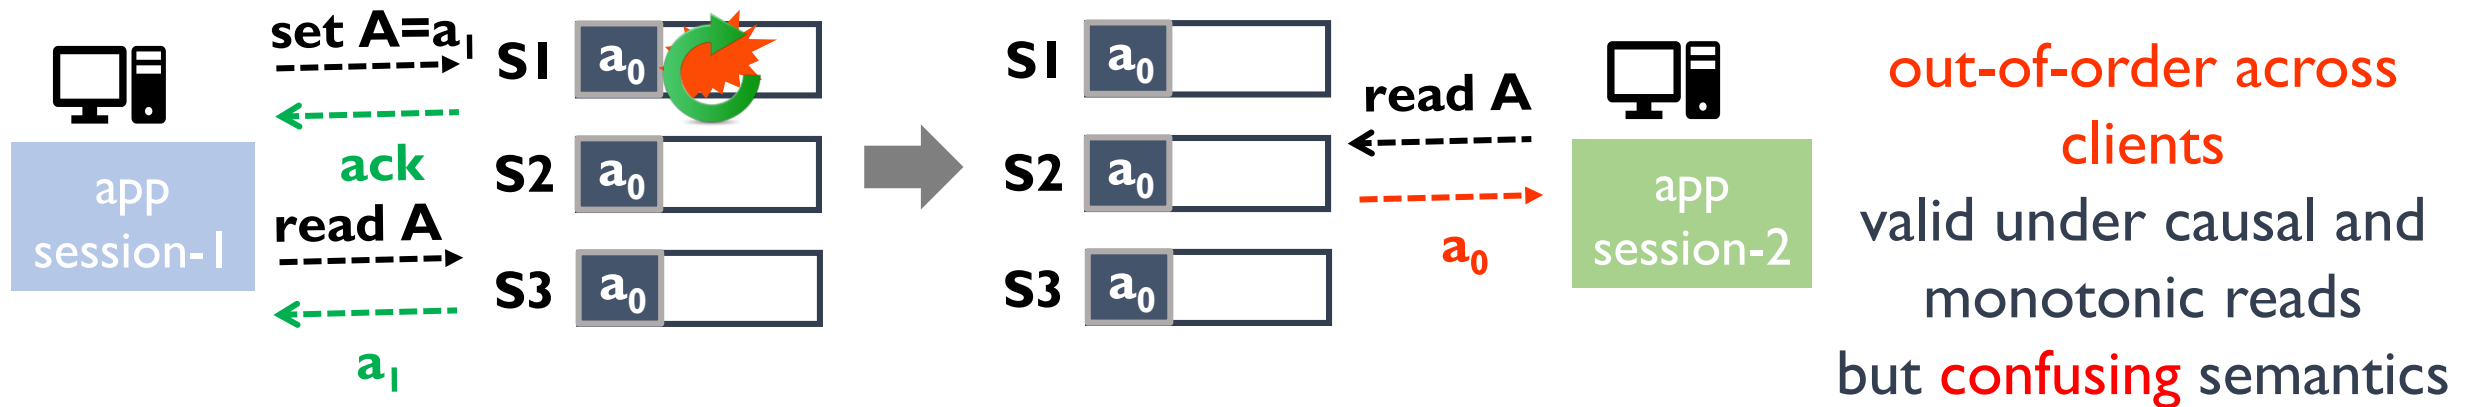 set A=a₁
ack
read A
a₁
app
session-1
S1 a₀
S2 a₀
S3 a₀
S1 a₀
S2 a₀
S3 a₀
read A
a₀
app
session-2
out-of-order across
clients
valid under causal and
monotonic reads
but confusing semantics